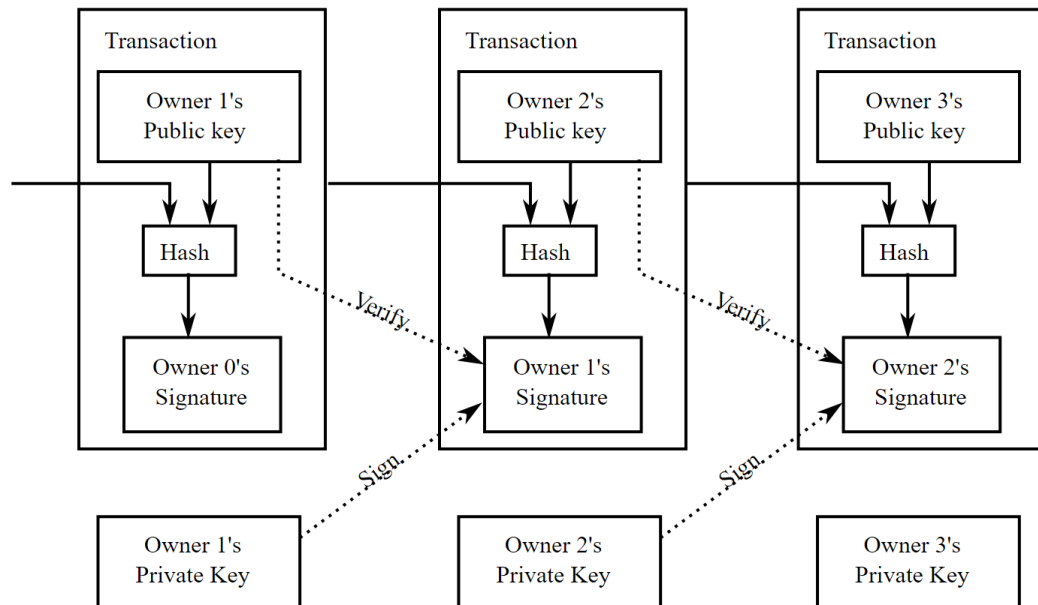 Transaction
Transaction
Transaction
Owner 1's
Public key
Owner 2's
Public key
Owner 3's
Public key
Hash
Hash
Hash
Verify
Verify
Owner 0's
Signature
Owner 1's
Signature
Owner 2's
Signature
Sign
Sign
Owner 1's
Private Key
Owner 2's
Private Key
Owner 3's
Private Key